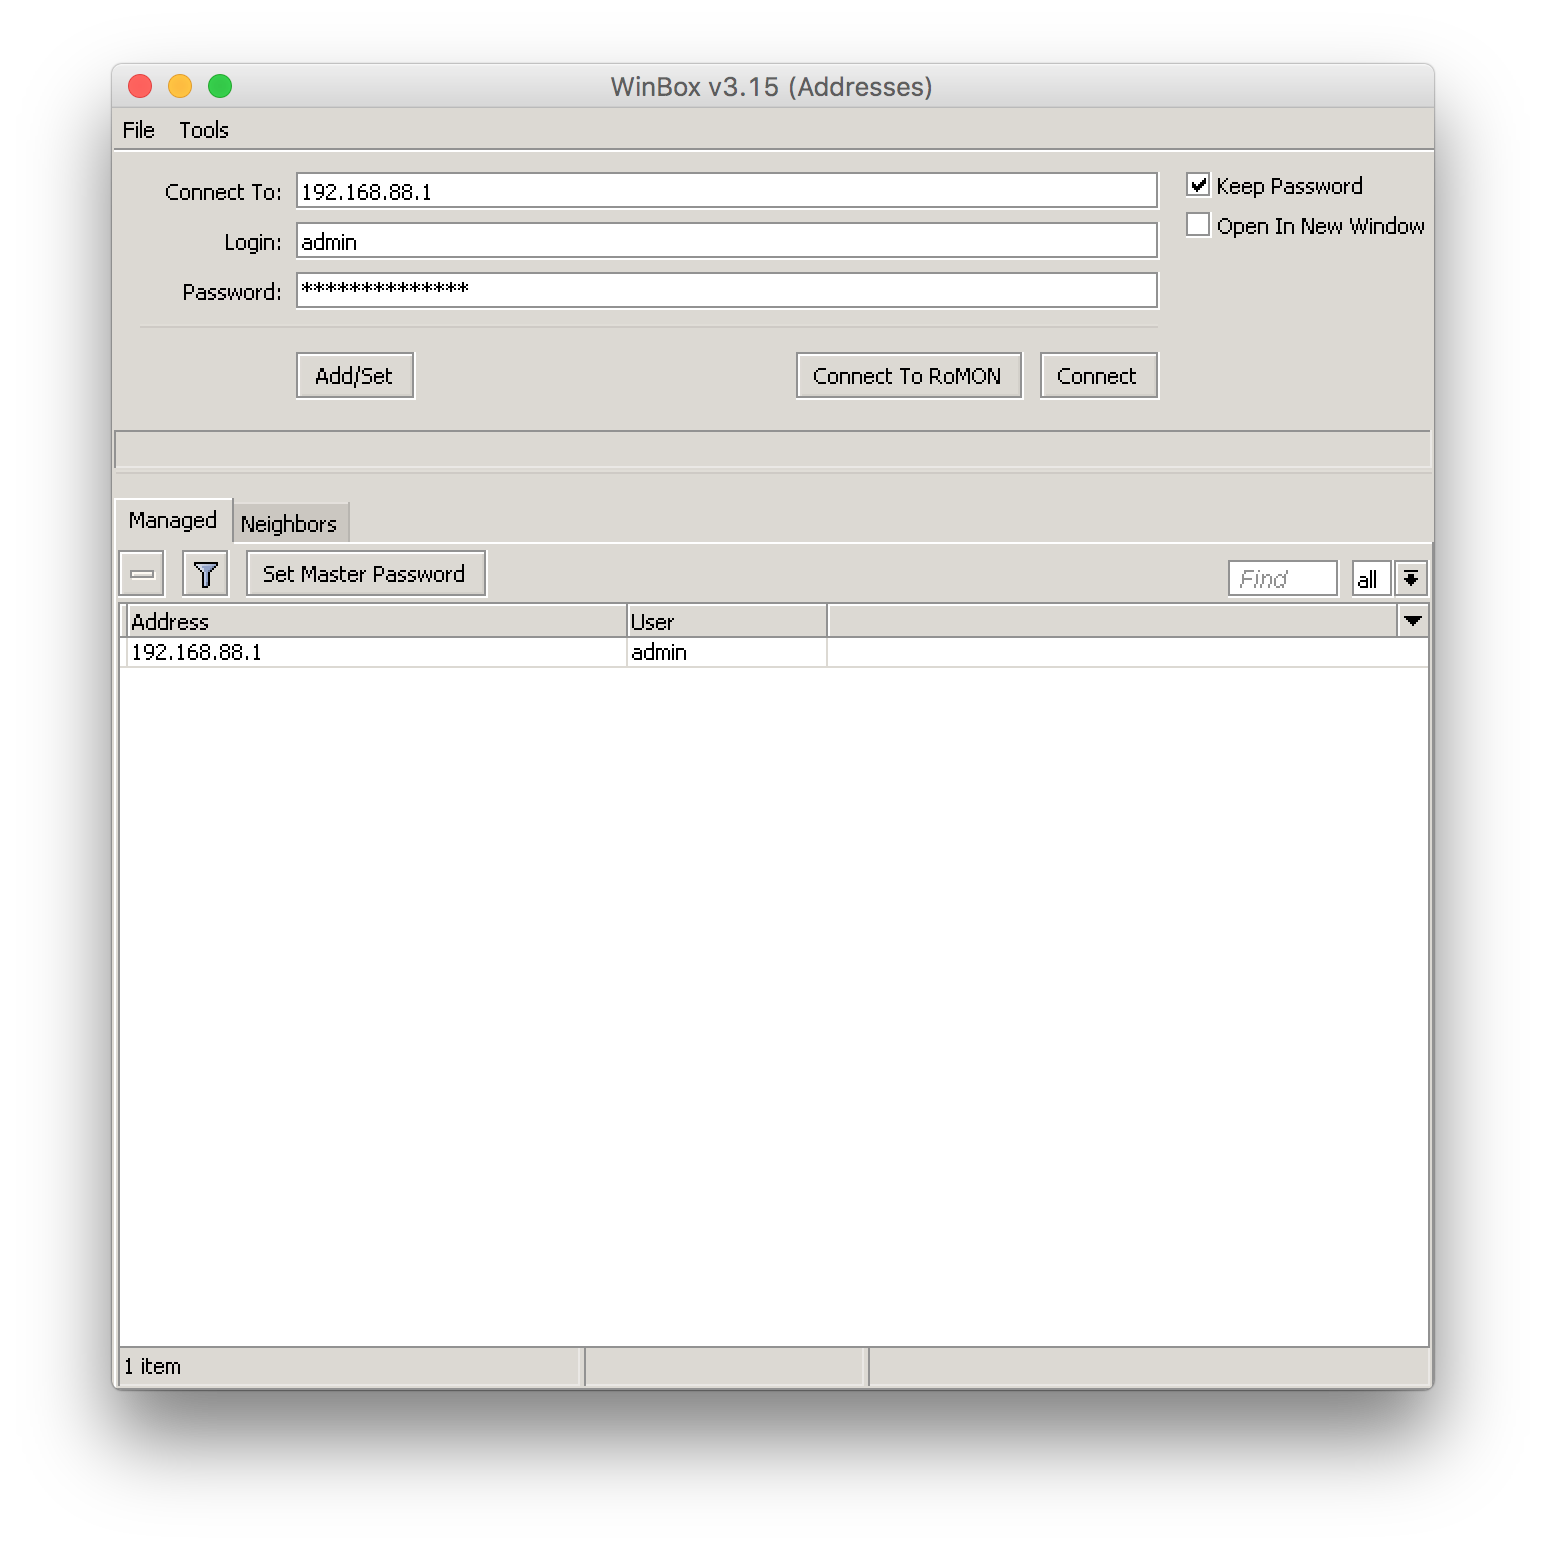 WinBox v3.15 (Addresses)
File Tools
Connect To: 192.168.88.1
Keep Password
Login: admin
Open In New Window
Password: **************
Add/Set Connect To RoMON Connect
Managed Neighbors
Set Master Password Find all
Address User
192.168.88.1 admin
1 item